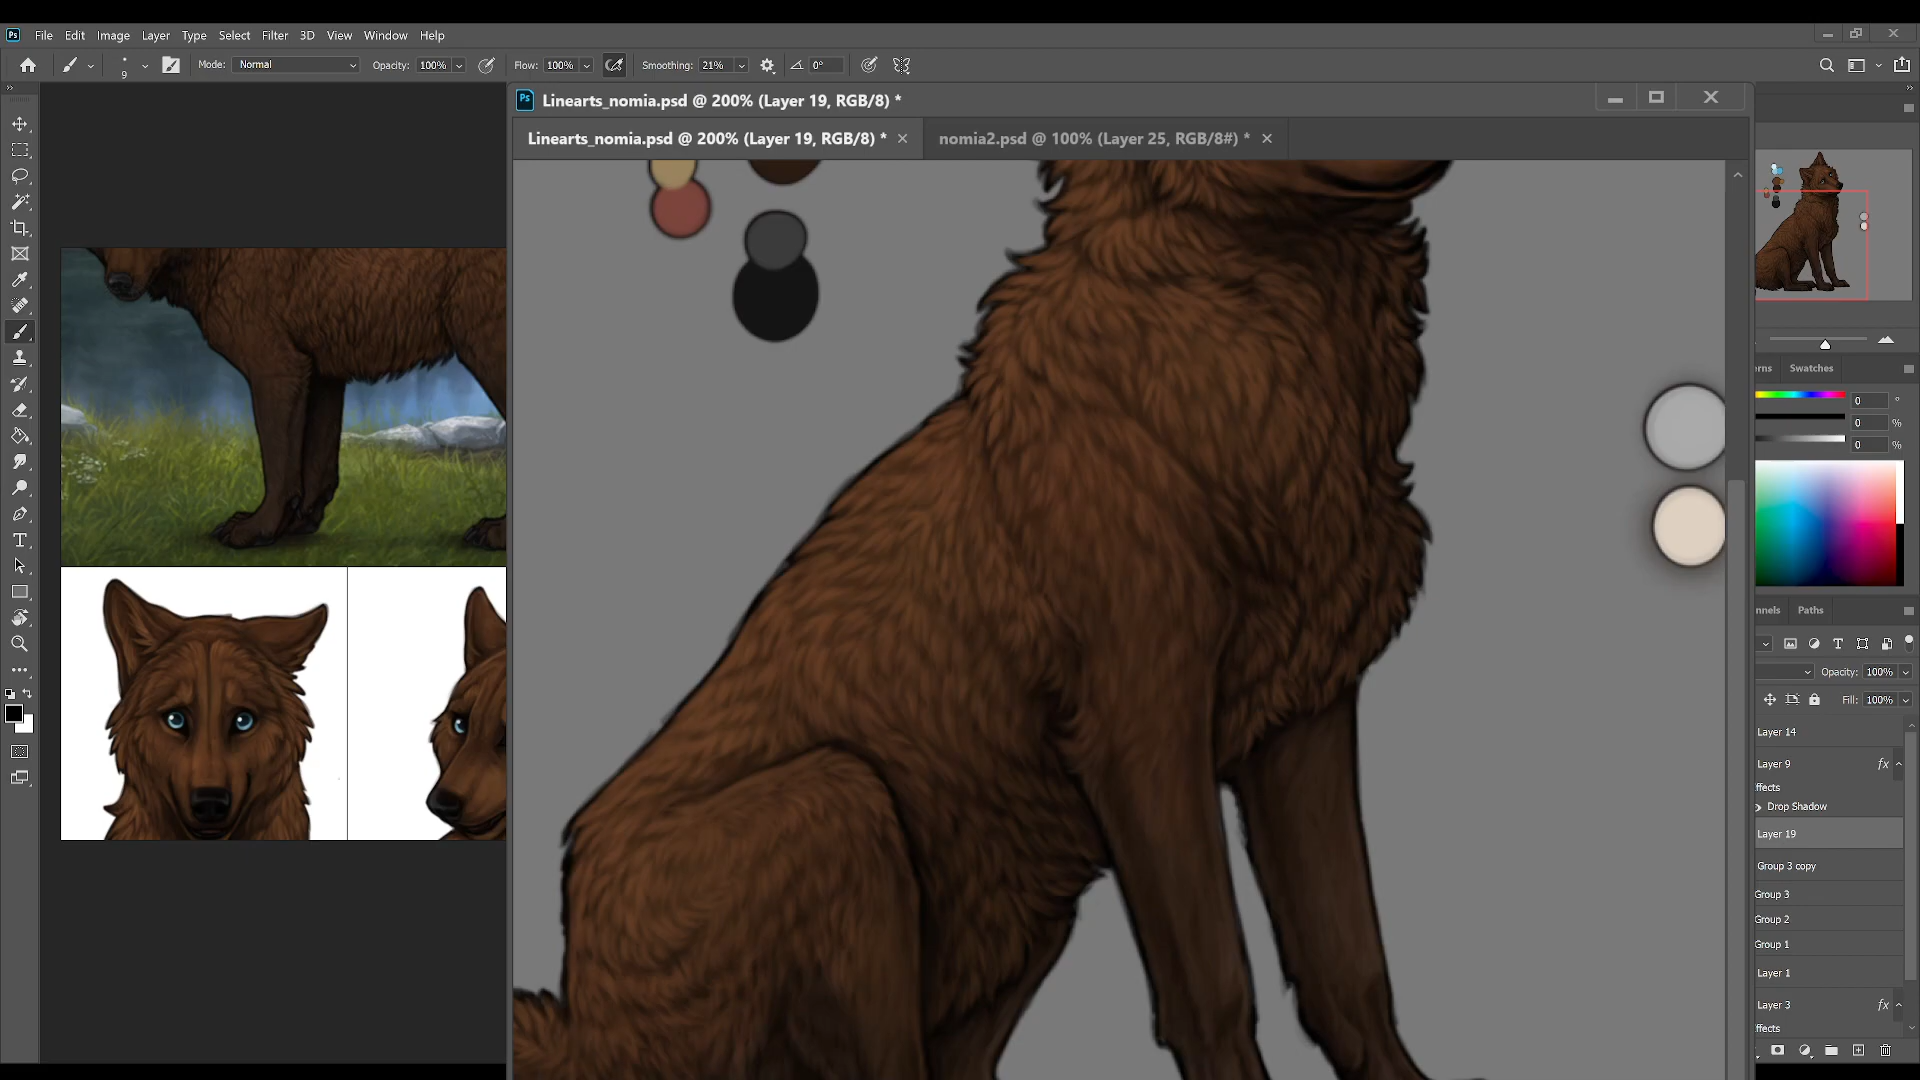 Ps File Edit Image Layer Type Select Filter 3D View Window Help
9 Mode: Normal Opacity: 100% Flow: 100% Smoothing: 21% 0°
Ps Linearts_nomia.psd @ 200% (Layer 19, RGB/8) *
Linearts_nomia.psd @ 200% (Layer 19, RGB/8) * × nomia2.psd @ 100% (Layer 25, RGB/8#) * ×
rns Swatches
0 °
0 %
0 %
nnels Paths
Opacity: 100%
Fill: 100%
Layer 14
Layer 9 fx
ffects
Drop Shadow
Layer 19
Group 3 copy
Group 3
Group 2
Group 1
Layer 1
Layer 3 fx
ffects